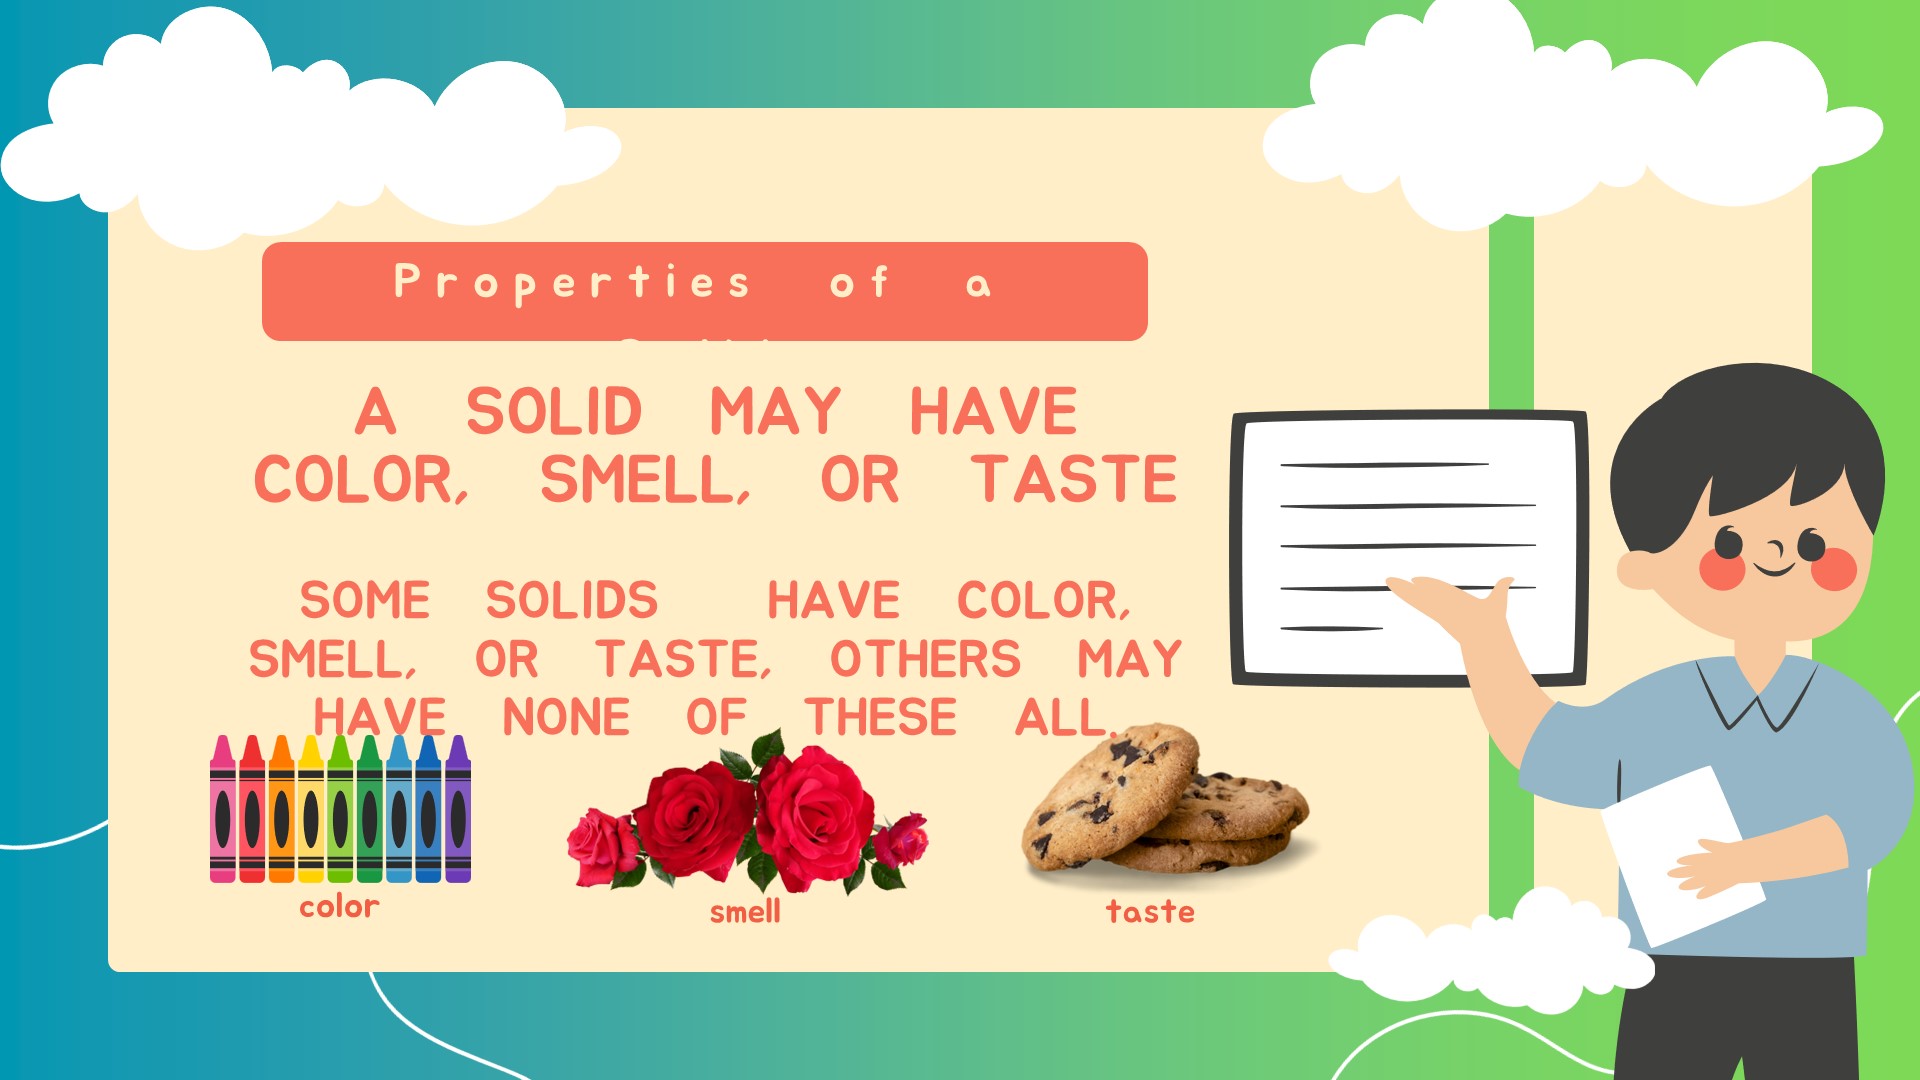 Properties of a
A SOLID MAY HAVE
COLOR, SMELL, OR TASTE
SOME SOLIDS HAVE COLOR,
SMELL, OR TASTE, OTHERS MAY
HAVE NONE OF THESE ALL.
color
smell
taste